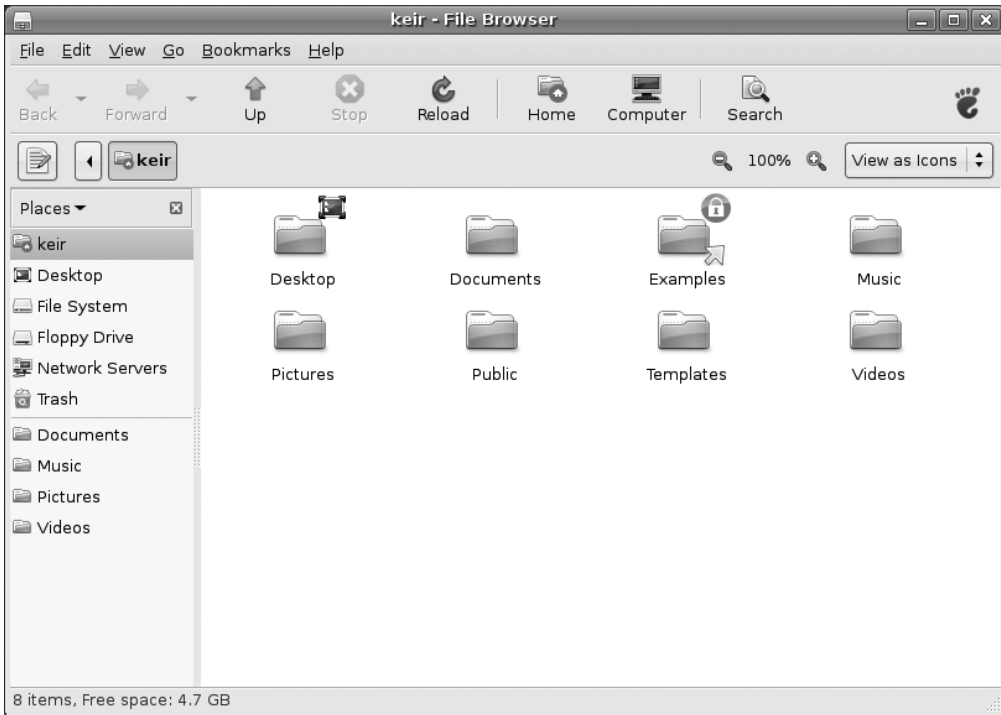 keir - File Browser
File Edit View Go Bookmarks Help
Back Forward Up Stop Reload Home Computer Search
keir 100% View as Icons
Places
keir
Desktop
File System
Floppy Drive
Network Servers
Trash
Documents
Music
Pictures
Videos
Desktop Documents Examples Music
Pictures Public Templates Videos
8 items, Free space: 4.7 GB